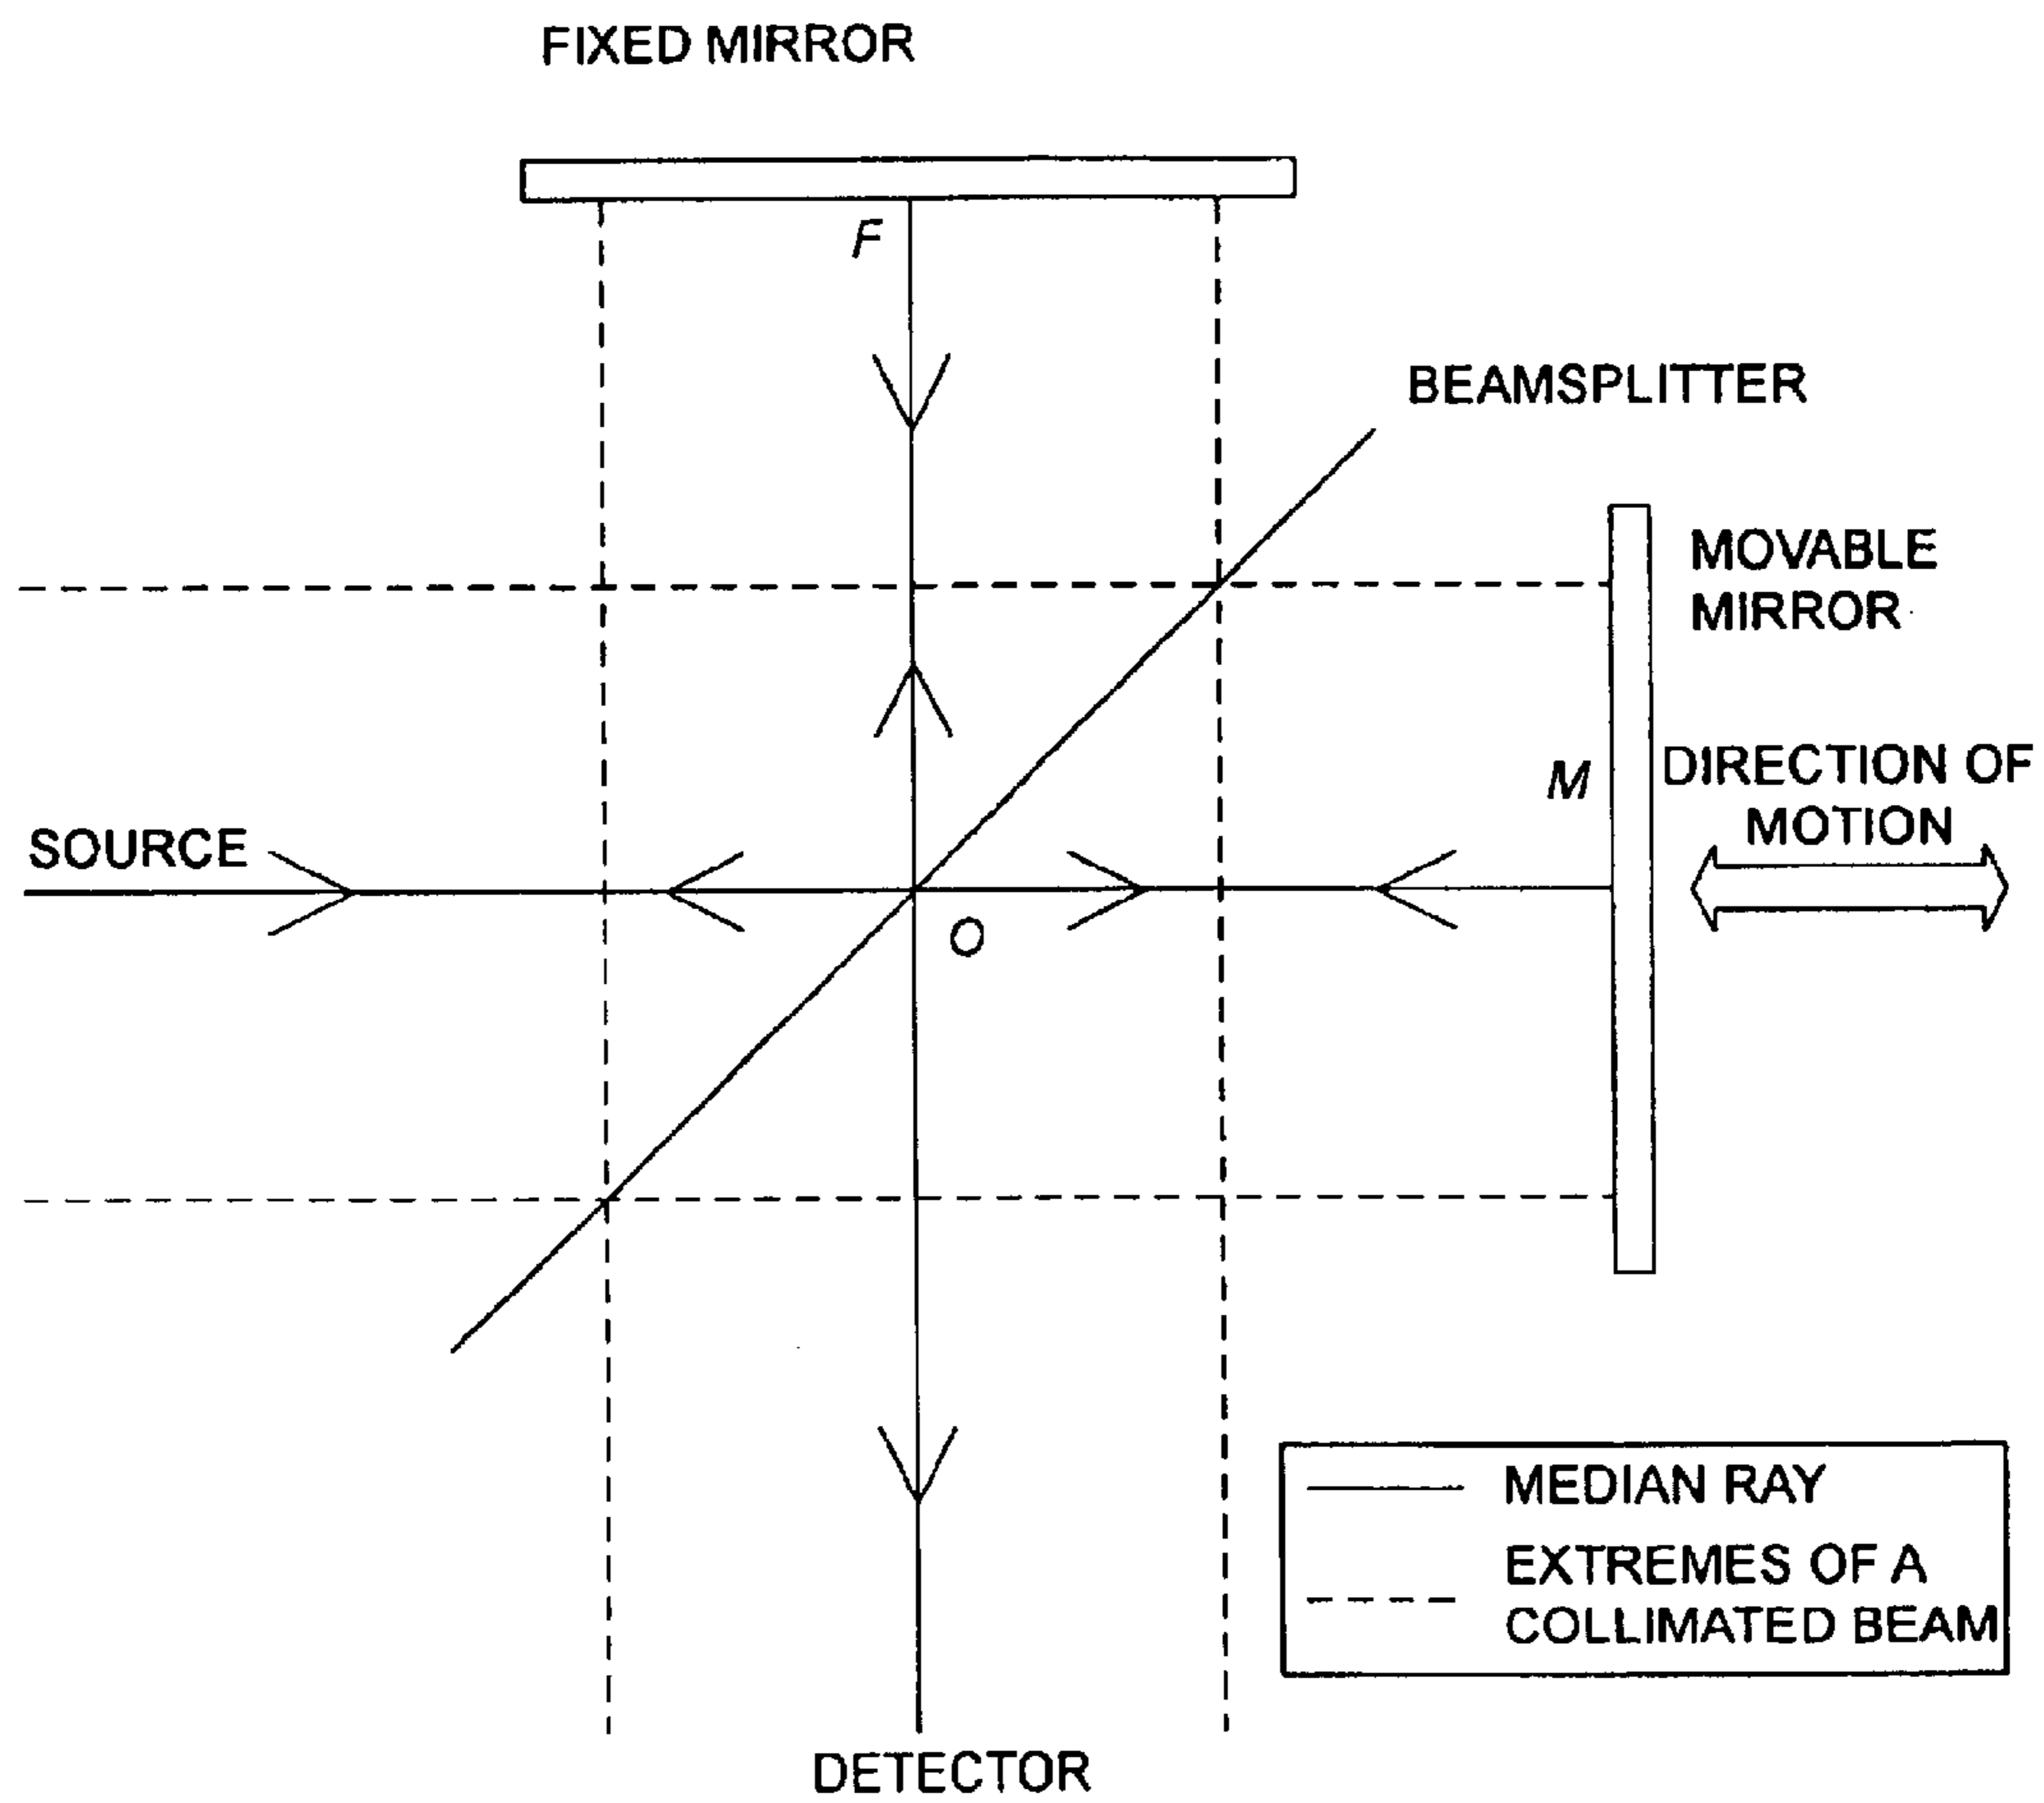 FIXED MIRROR
F
BEAMSPLITTER
MOVABLE
MIRROR
M
DIRECTION OF
MOTION
SOURCE
O
MEDIAN RAY
EXTREMES OF A
COLLIMATED BEAM
DETECTOR